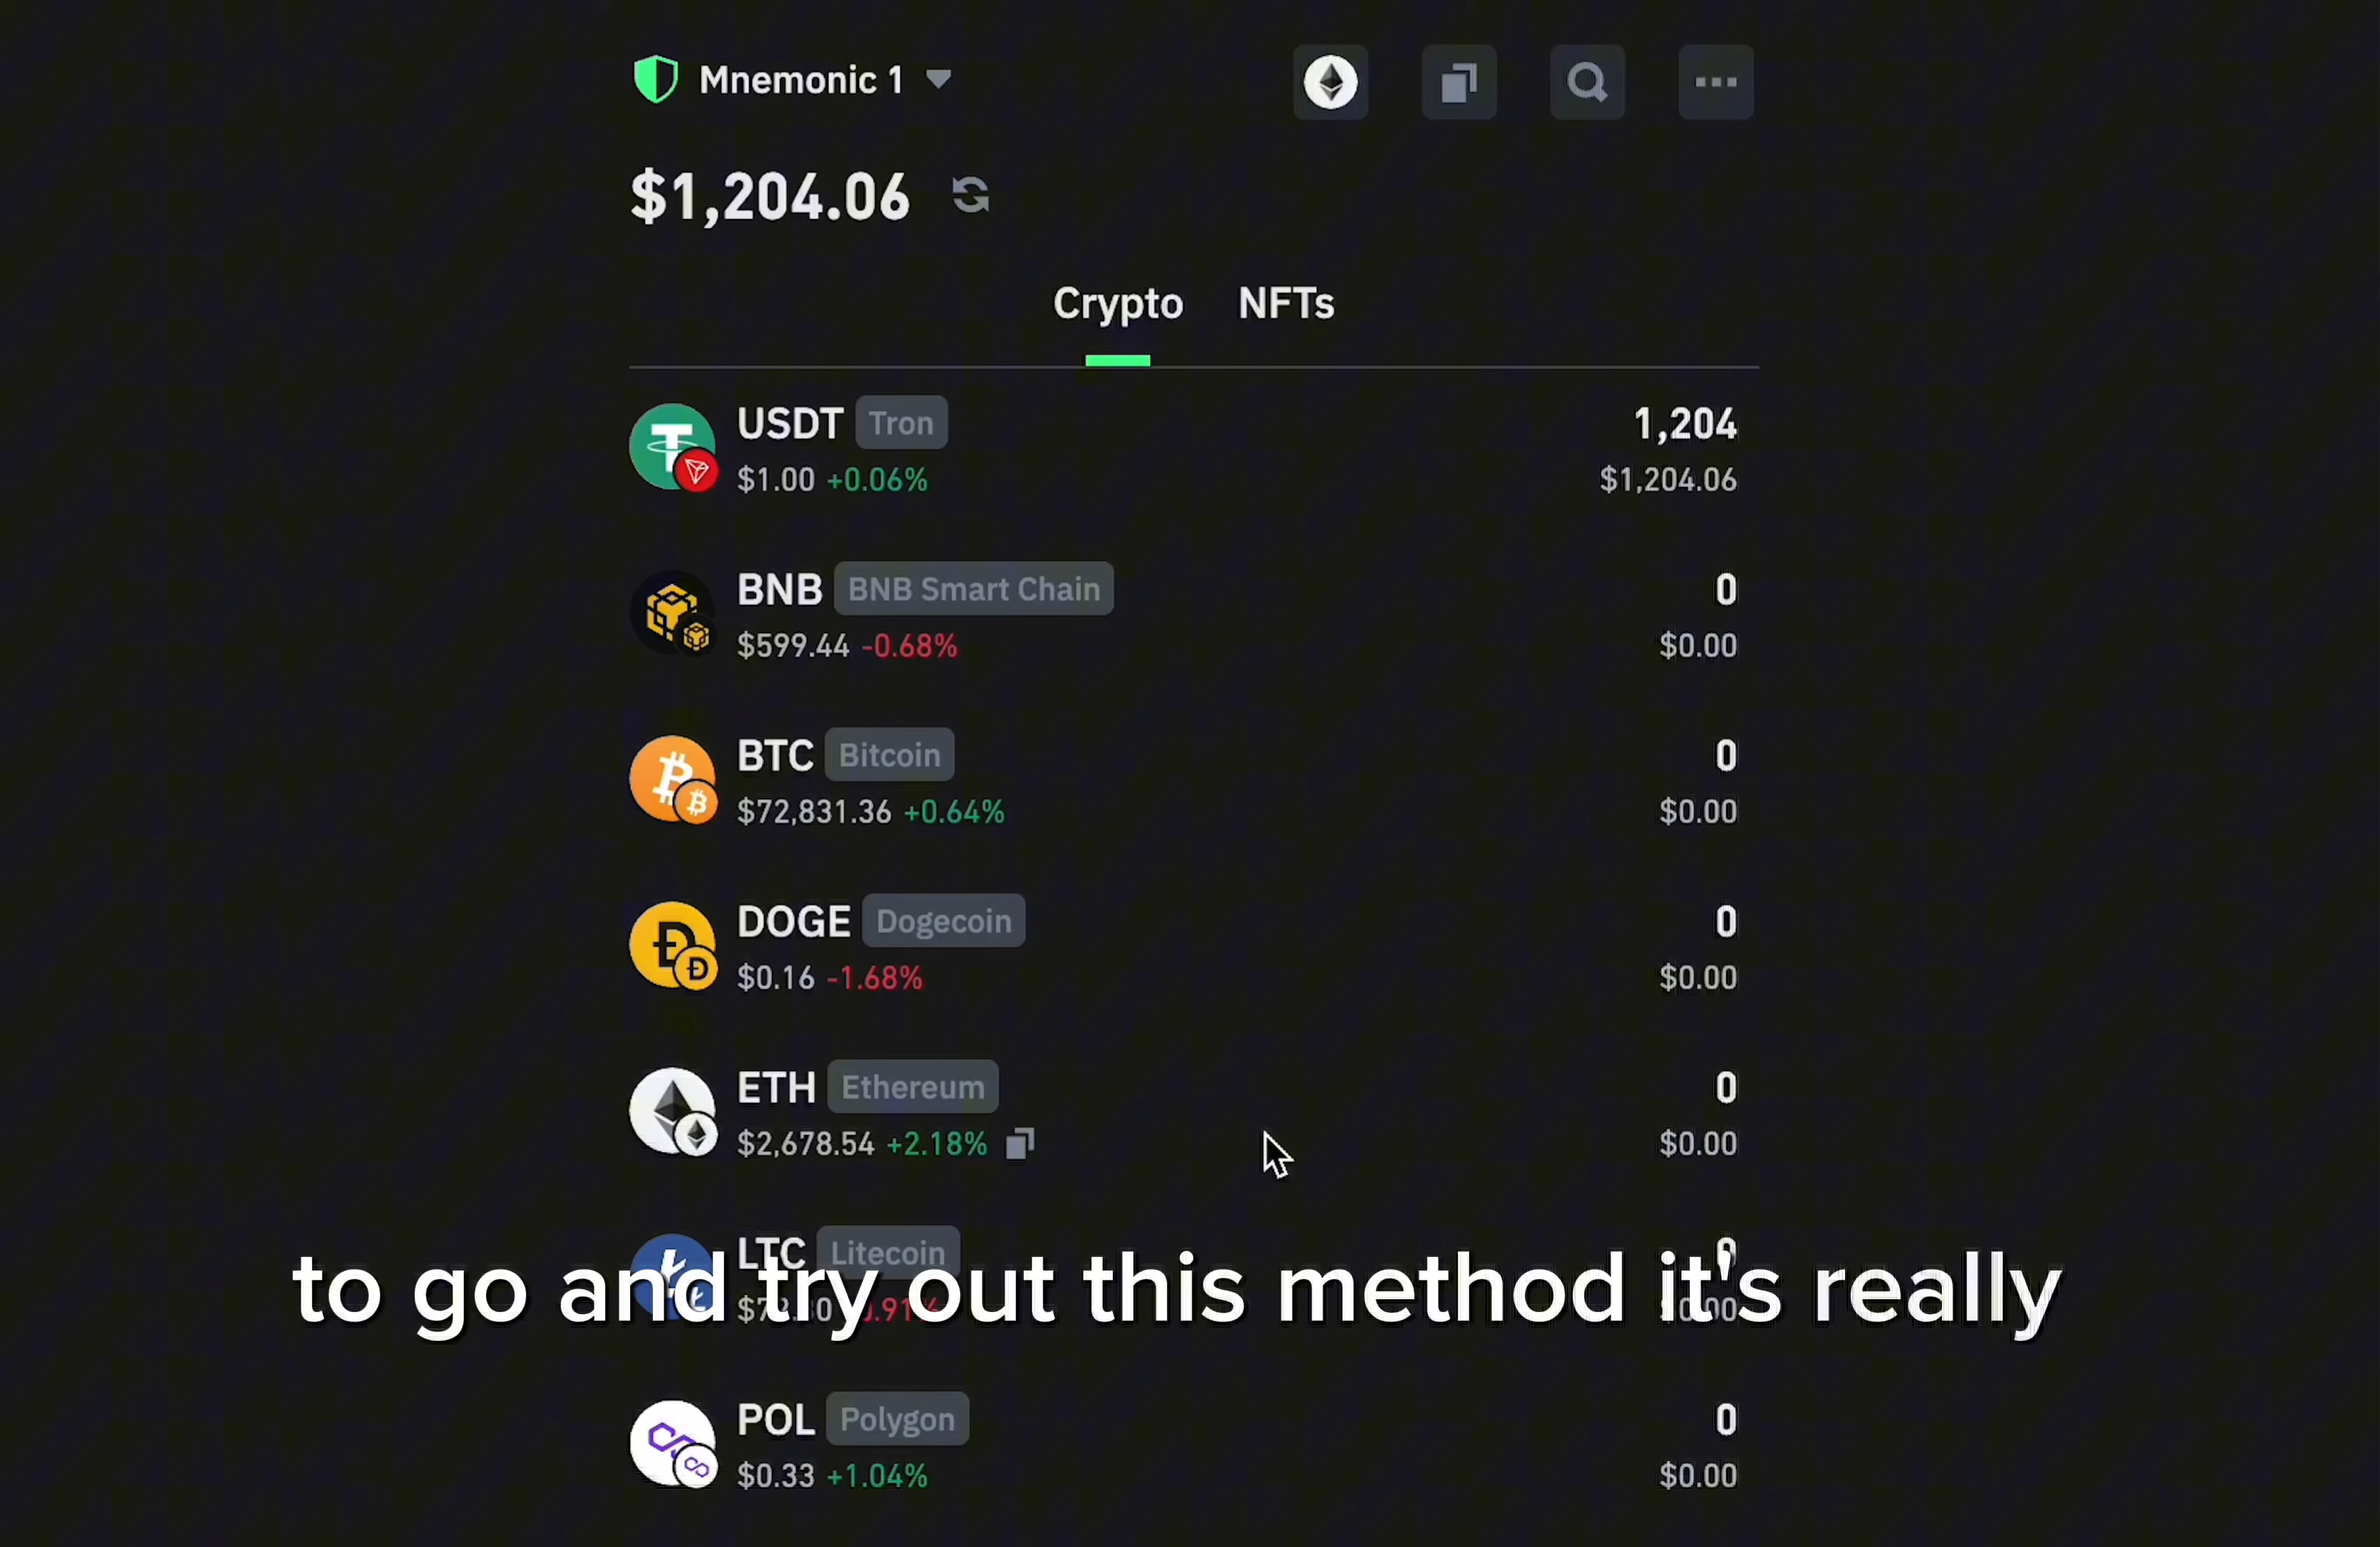 Mnemonic 1
$1,204.06
Crypto NFTs
USDT Tron 1,204
$1.00 +0.06% $1,204.06
BNB BNB Smart Chain 0
$599.44 -0.68% $0.00
BTC Bitcoin 0
$72,831.36 +0.64% $0.00
DOGE Dogecoin 0
$0.16 -1.68% $0.00
ETH Ethereum 0
$2,678.54 +2.18% $0.00
LTC Litecoin 0
to go and try out this method it's really
POL Polygon 0
$0.33 +1.04% $0.00